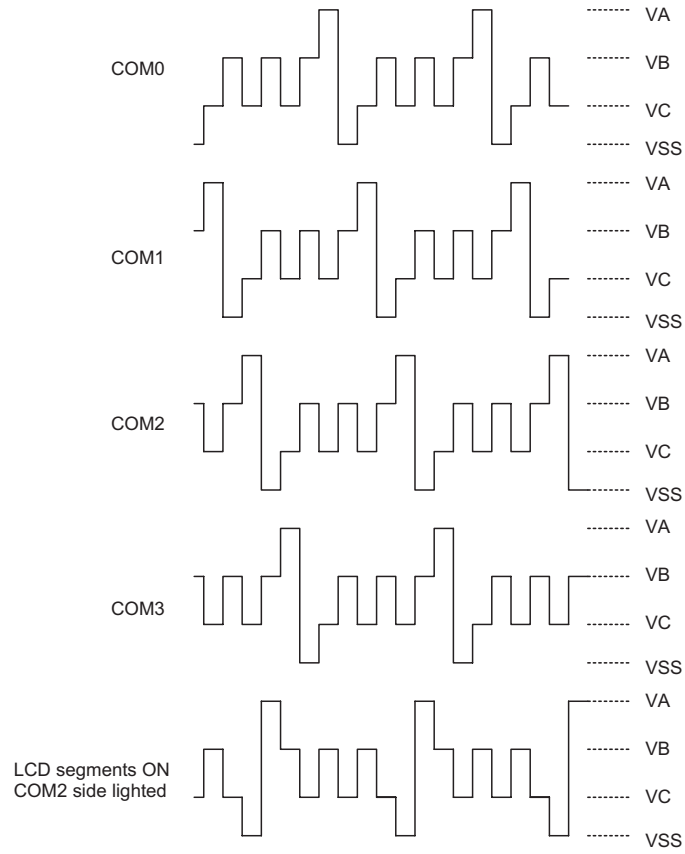 VA
VB
COM0
VC
VSS
VA
VB
COM1
VC
VSS
VA
VB
COM2
VC
VSS
VA
VB
COM3
VC
VSS
VA
VB
LCD segments ON
COM2 side lighted
VC
VSS